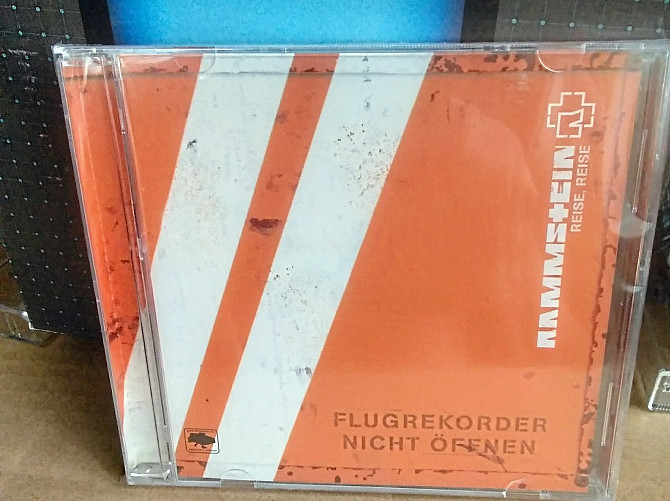 RAMMSTEIN
REISE, REISE
FLUGREKORDER
NICHT ÖFFNEN